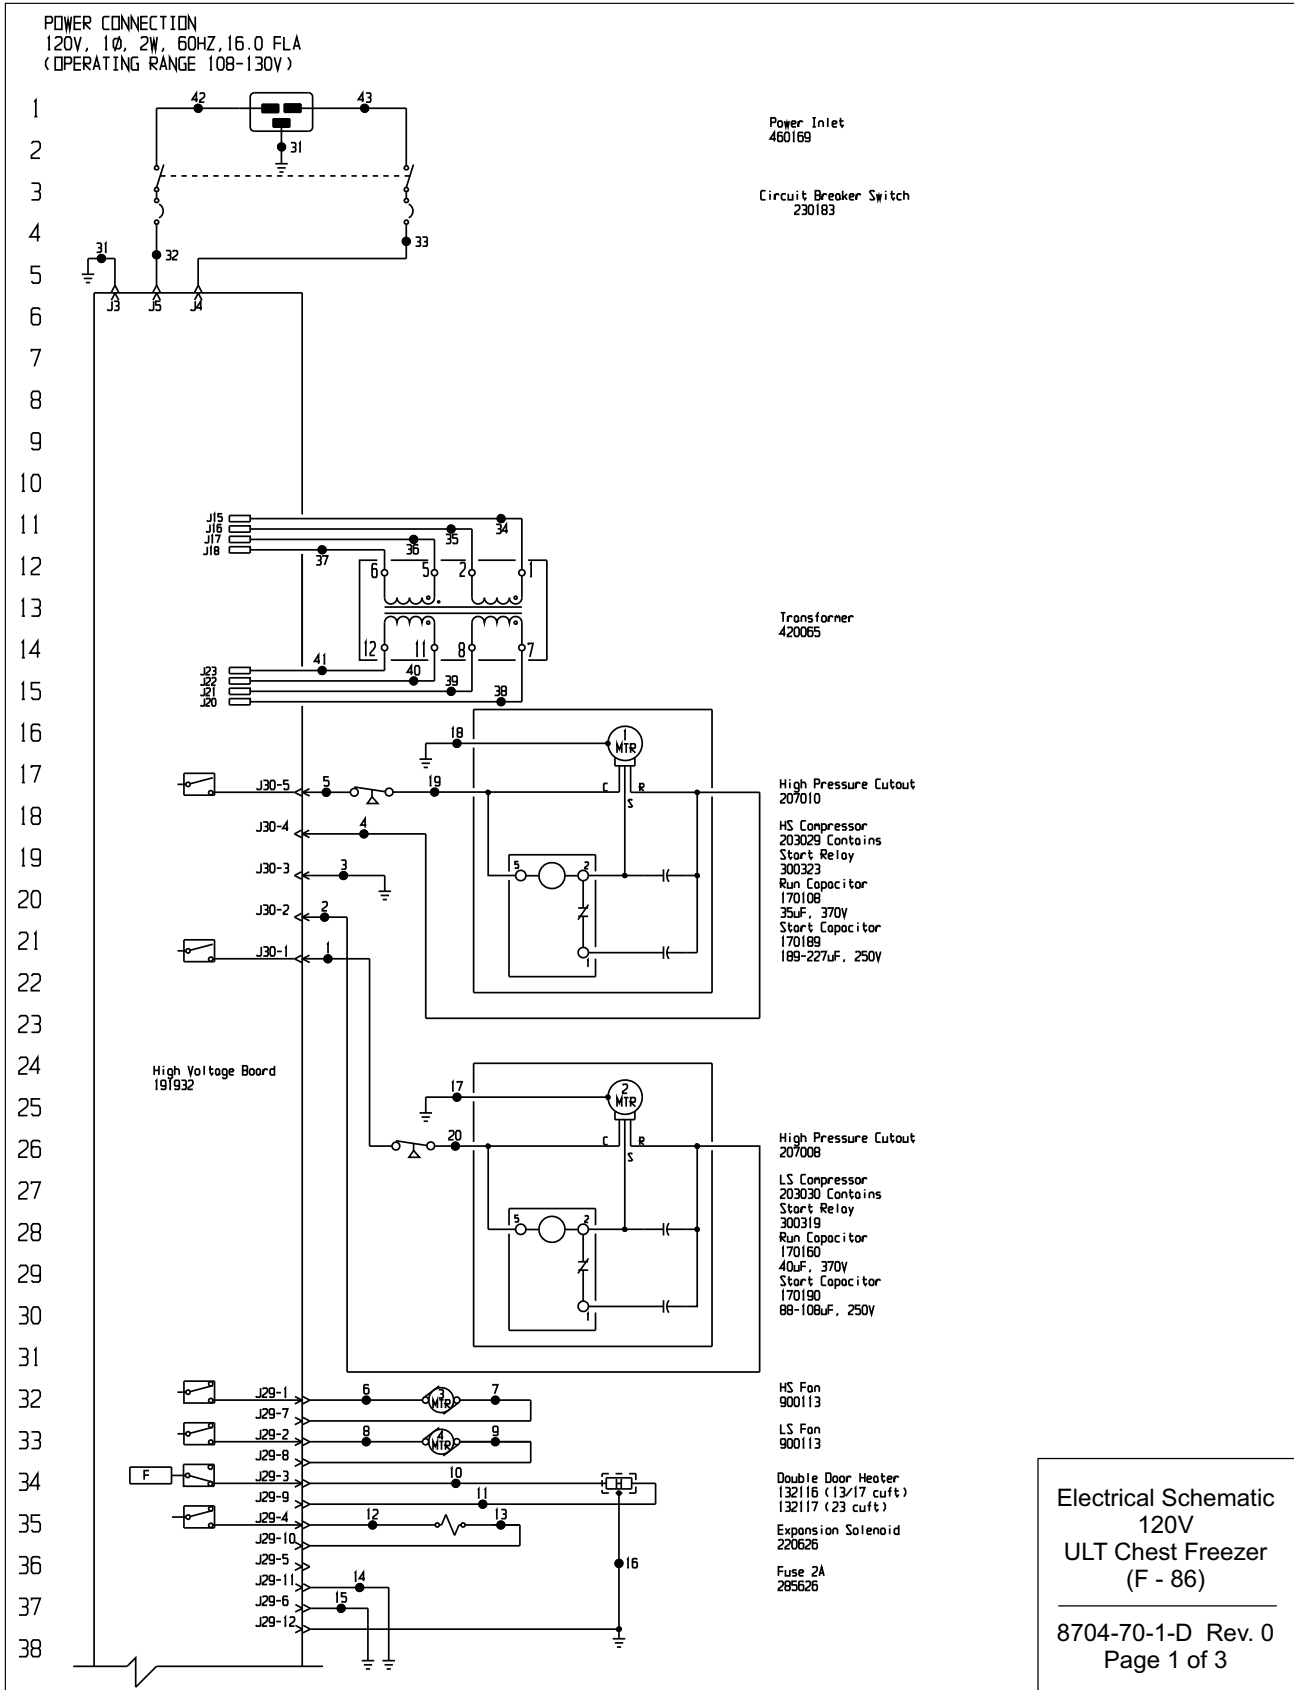 POWER CONNECTION
120V, 1Ø, 2W, 60HZ,16.0 FLA
(OPERATING RANGE 108-130V)
1
42
43
Power Inlet
460169
2
31
3
Circuit Breaker Switch
230183
4
33
31
32
5
J3
J5
J4
6
7
8
9
10
J15
11
J16
34
J17
35
J18
36
37
12
6
5
2
1
13
Transformer
420065
14
12
11
8
7
41
J23
40
J22
39
15
J21
38
J20
16
18
1
MTR
17
J30-5
5
19
C
R
S
High Pressure Cutout
207010
18
J30-4
4
HS Compressor
203029 Contains
Start Relay
300323
Run Capacitor
170108
35uF, 370V
Start Capacitor
170189
189-227uF, 250V
19
J30-3
3
5
2
20
J30-2
2
21
J30-1
1
1
22
23
24
High Voltage Board
191932
25
17
2
MTR
26
20
C
R
S
High Pressure Cutout
207008
27
LS Compressor
203030 Contains
Start Relay
300319
Run Capacitor
170160
40uF, 370V
Start Capacitor
170190
88-108uF, 250V
28
5
2
29
30
1
31
32
J29-1
6
3
MTR
7
HS Fan
900113
J29-7
33
J29-2
8
4
MTR
9
LS Fan
900113
J29-8
34
F
J29-3
10
H
Double Door Heater
132116 (13/17 cuft)
132117 (23 cuft)
J29-9
11
35
J29-4
12
13
Expansion Solenoid
220626
J29-10
36
J29-5
16
Fuse 2A
285626
J29-11
14
37
J29-6
15
J29-12
38
Electrical Schematic
120V
ULT Chest Freezer
(F - 86)
8704-70-1-D Rev. 0
Page 1 of 3